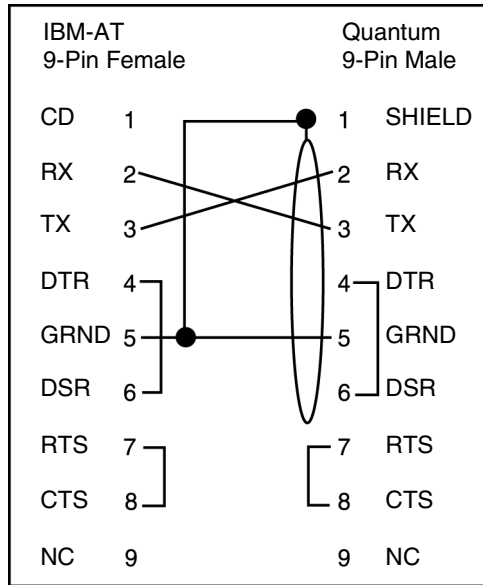 IBM-AT Quantum
9-Pin Female 9-Pin Male
CD 1 1 SHIELD
RX 2 2 RX
TX 3 3 TX
DTR 4 4 DTR
GRND 5 5 GRND
DSR 6 6 DSR
RTS 7 7 RTS
CTS 8 8 CTS
NC 9 9 NC